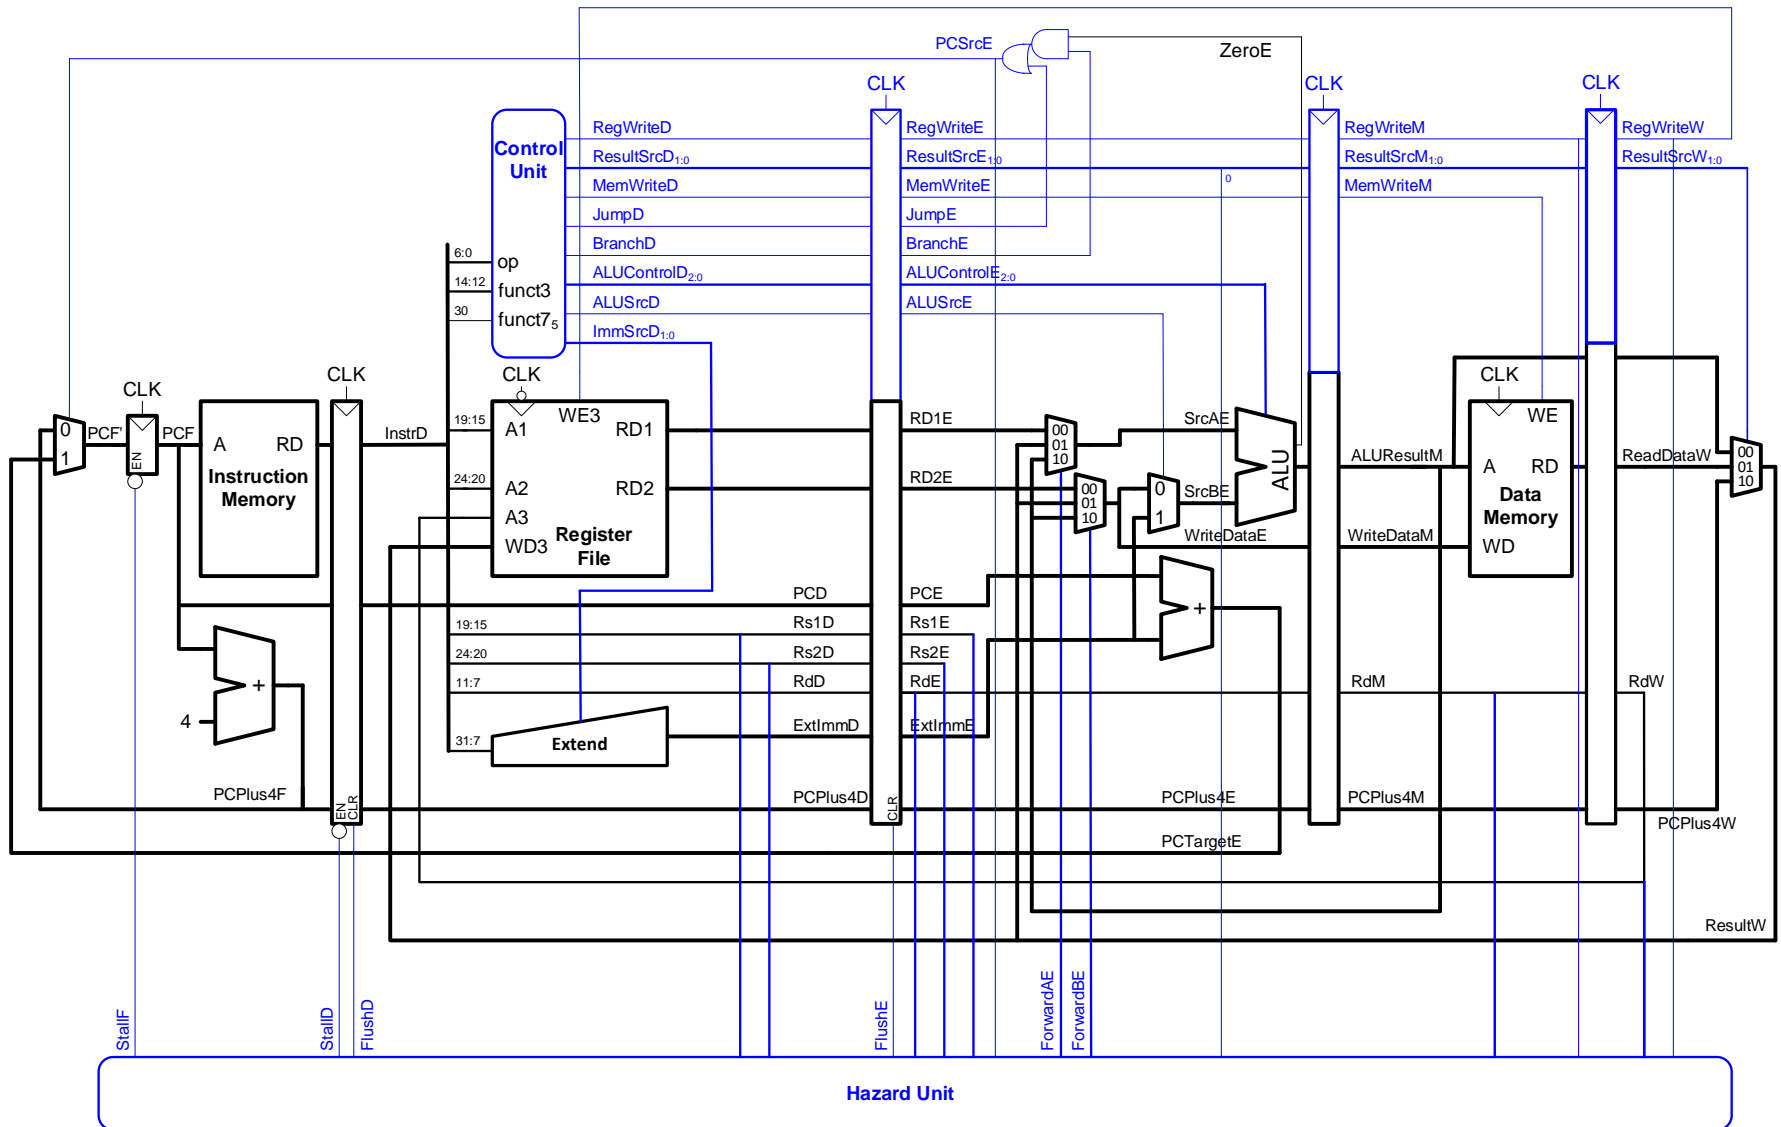 PCSrcE
ZeroE
CLK
CLK
CLK
Control
Unit
RegWriteD
ResultSrcD1:0
MemWriteD
JumpD
BranchD
ALUControlD2:0
ALUSrcD
ImmSrcD1:0
RegWriteE
ResultSrcE1:0
MemWriteE
JumpE
BranchE
ALUControlE2:0
ALUSrcE
0
RegWriteM
ResultSrcM1:0
MemWriteM
RegWriteW
ResultSrcW1:0
6:0
op
14:12
funct3
30
funct75
CLK
CLK
CLK
CLK
0
1
PCF'
EN
PCF
A
RD
Instruction
Memory
InstrD
19:15
A1
WE3
RD1
24:20
A2
RD2
A3
WD3
Register
File
RD1E
RD2E
00
01
10
00
01
10
0
1
SrcAE
SrcBE
ALU
WriteDataE
ALUResultM
WriteDataM
A
RD
WE
Data
Memory
WD
ReadDataW
00
01
10
PCD
PCE
+
19:15
Rs1D
Rs1E
24:20
Rs2D
Rs2E
11:7
RdD
RdE
RdM
RdW
+
4
31:7
Extend
ExtImmD
ExtImmE
PCPlus4F
EN
CLR
PCPlus4D
CLR
PCPlus4E
PCPlus4M
PCPlus4W
PCTargetE
ResultW
StallF
StallD
FlushD
FlushE
ForwardAE
ForwardBE
Hazard Unit